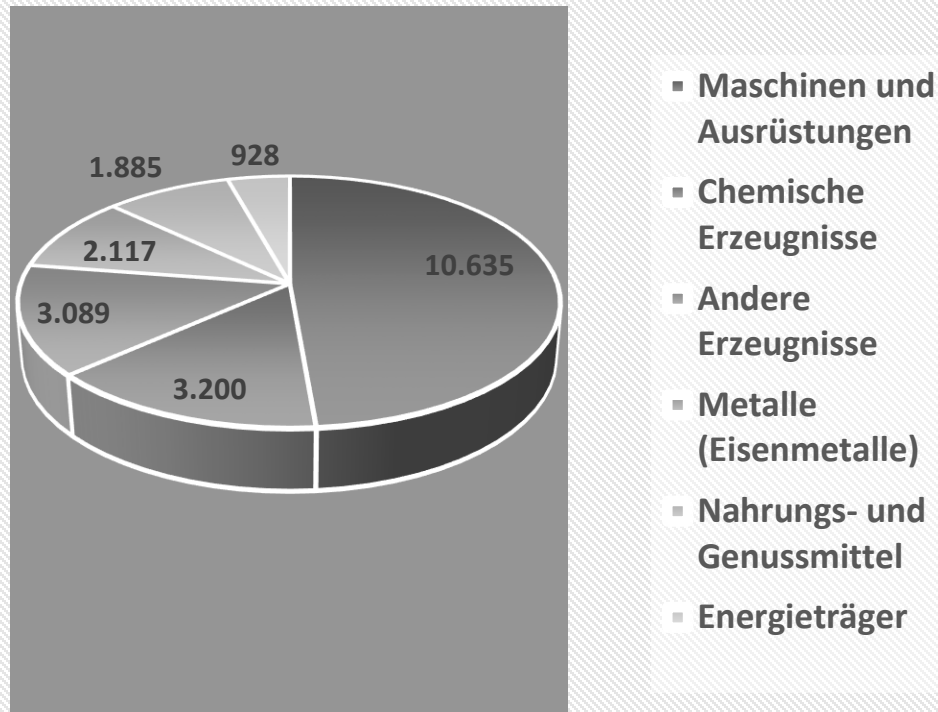 928
1.885
2.117
10.635
3.089
3.200
Maschinen und
Ausrüstungen
Chemische
Erzeugnisse
Andere
Erzeugnisse
Metalle
(Eisenmetalle)
Nahrungs- und
Genussmittel
Energieträger